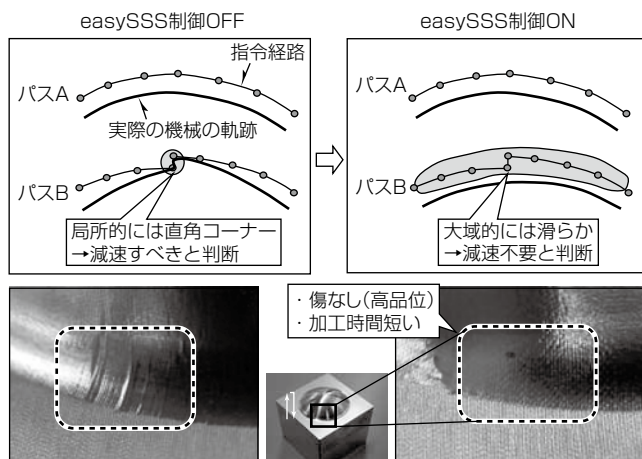 easySSS制御OFF
easySSS制御ON
指令経路
パスA
実際の機械の軌跡
パスB
局所的には直角コーナー
→減速すべきと判断
パスA
パスB
大域的には滑らか
→減速不要と判断
・傷なし(高品位)
・加工時間短い